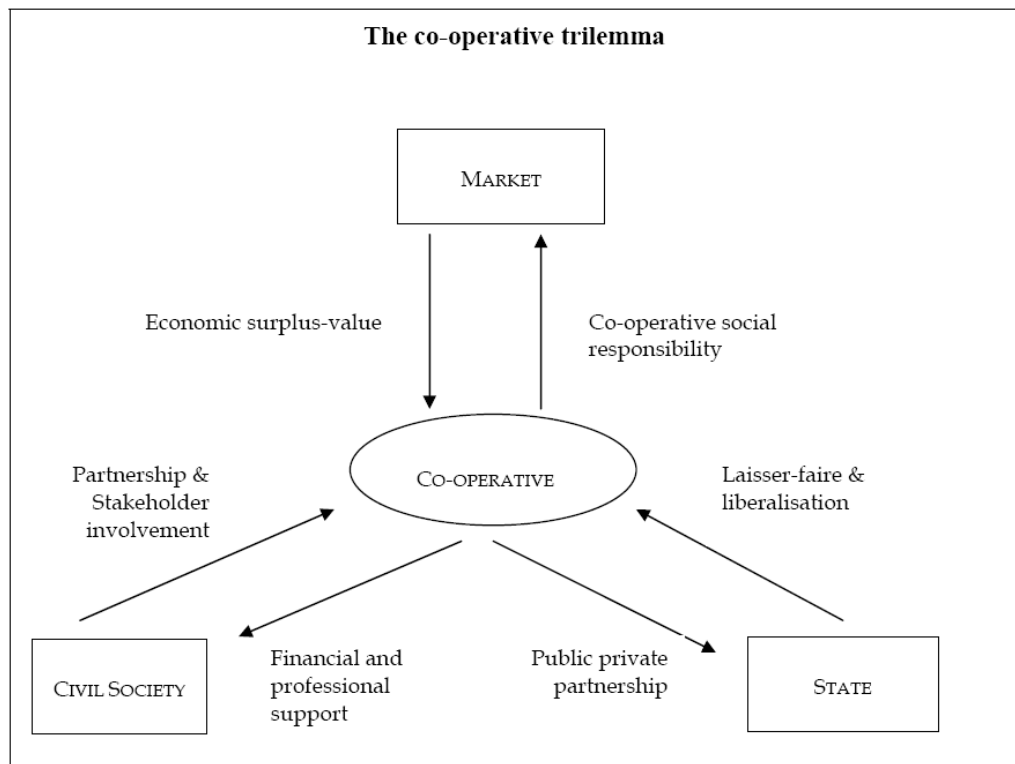 The co-operative trilemma
MARKET
Economic surplus-value
Co-operative social
responsibility
Partnership &
Stakeholder
involvement
CO-OPERATIVE
Laisser-faire &
liberalisation
CIVIL SOCIETY
Financial and
professional
support
Public private
partnership
STATE